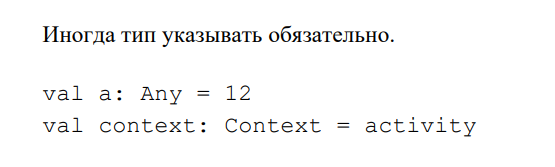 Иногда тип указывать обязательно.
val a: Any = 12
val context: Context = activity